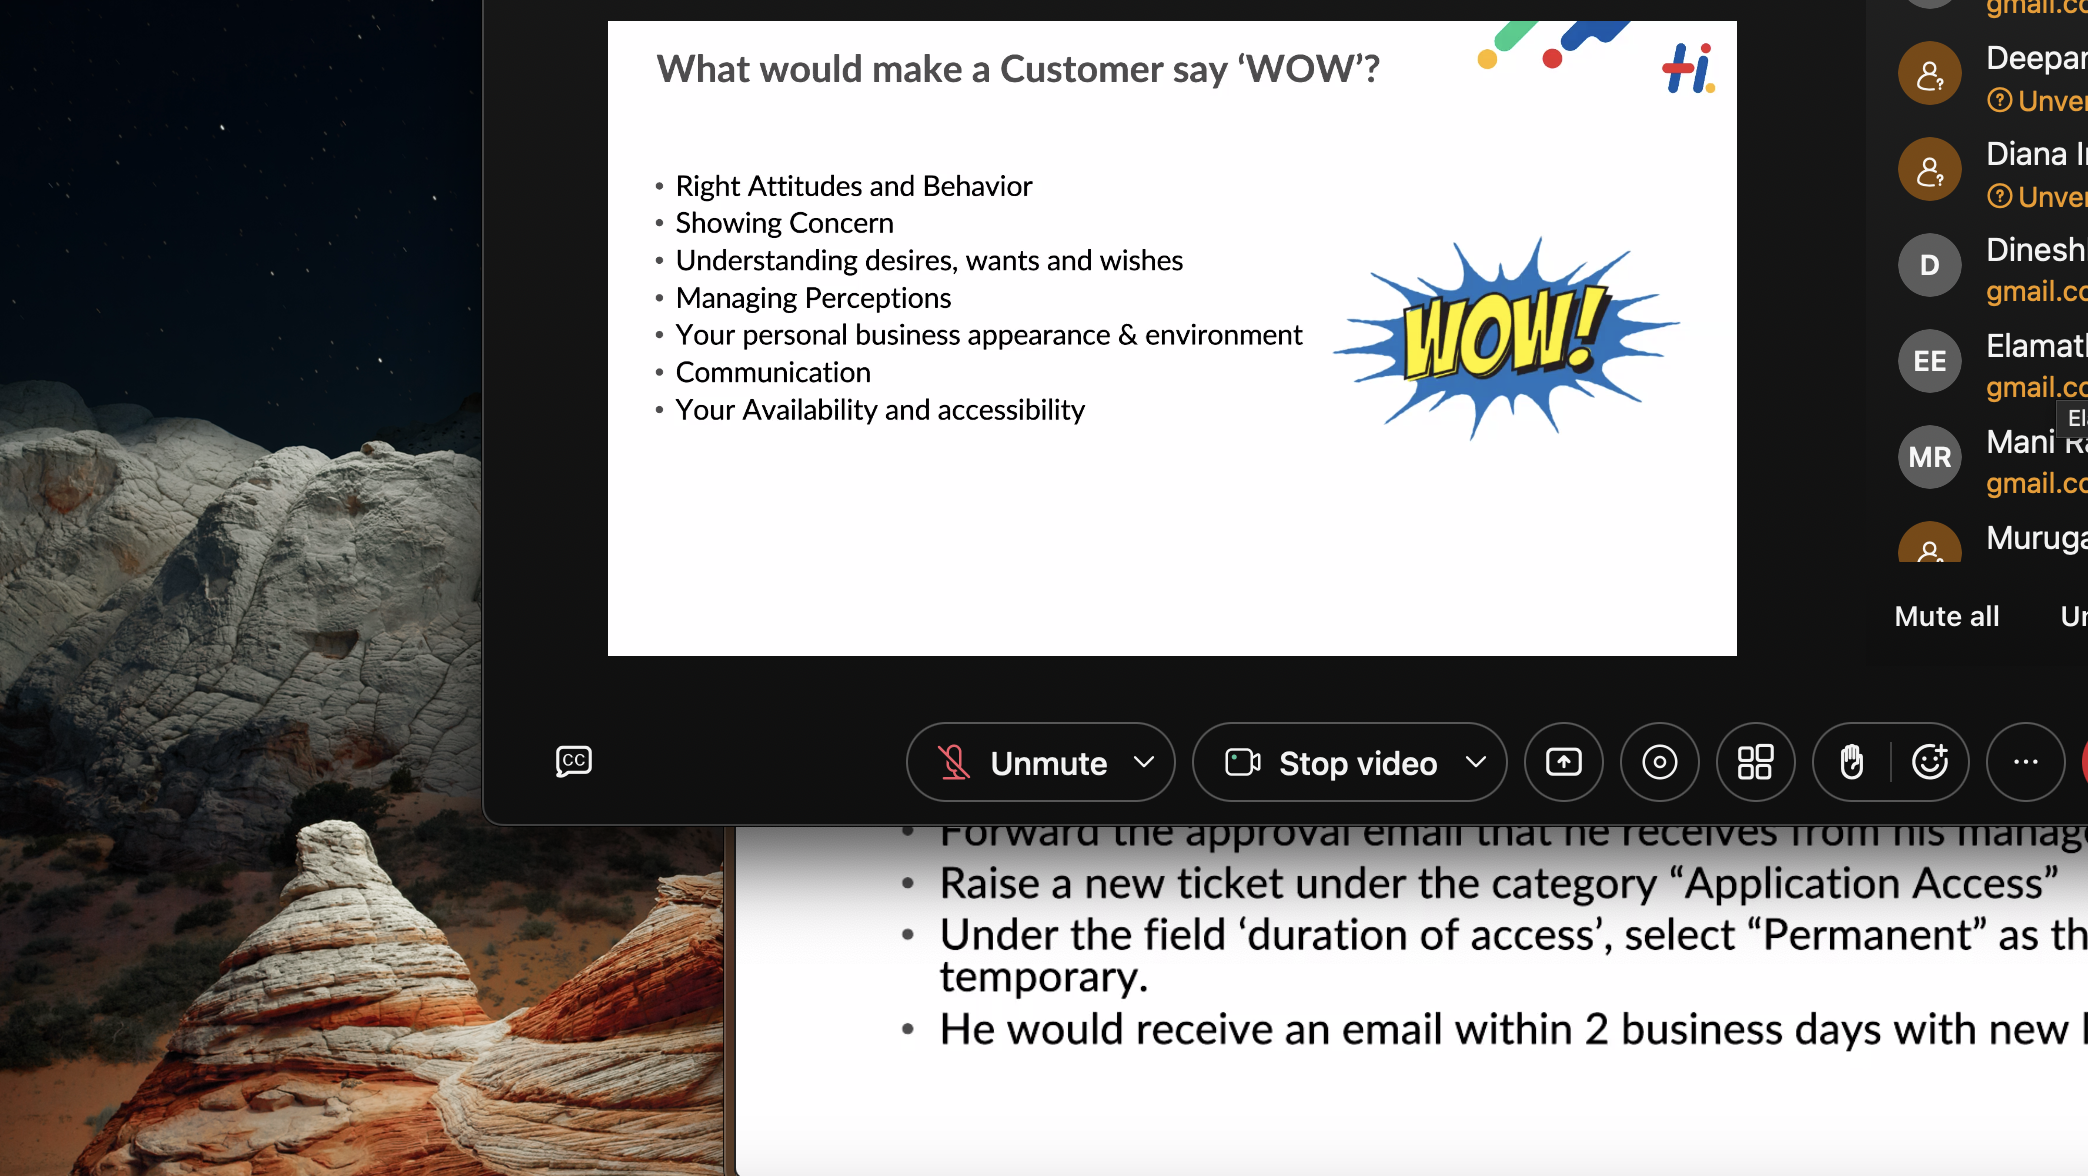 What would make a Customer say ‘WOW’?
Hi.
• Right Attitudes and Behavior
• Showing Concern
• Understanding desires, wants and wishes
• Managing Perceptions
• Your personal business appearance & environment
• Communication
• Your Availability and accessibility
WOW!
gmail.co
Deepar
Unver
Diana I
Unver
D
Dinesh
gmail.co
EE
Elamat
gmail.co
El
MR
Mani Ra
gmail.co
Muruga
Mute all Un
CC
Unmute
Stop video
• Forward the approval email that he receives from his manag
• Raise a new ticket under the category “Application Access”
• Under the field ‘duration of access’, select “Permanent” as th
temporary.
• He would receive an email within 2 business days with new